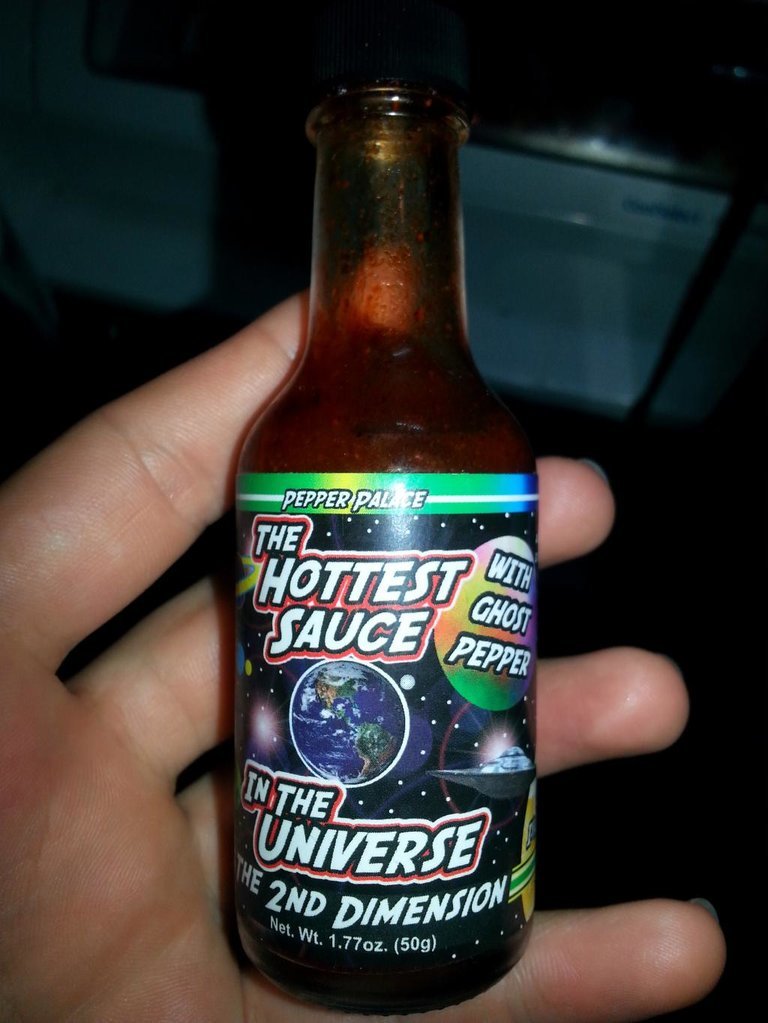 PEPPER PALACE
THE
HOTTEST
SAUCE
WITH
GHOST
PEPPER
IN THE
UNIVERSE
THE 2ND DIMENSION
Net. Wt. 1.77oz. (50g)